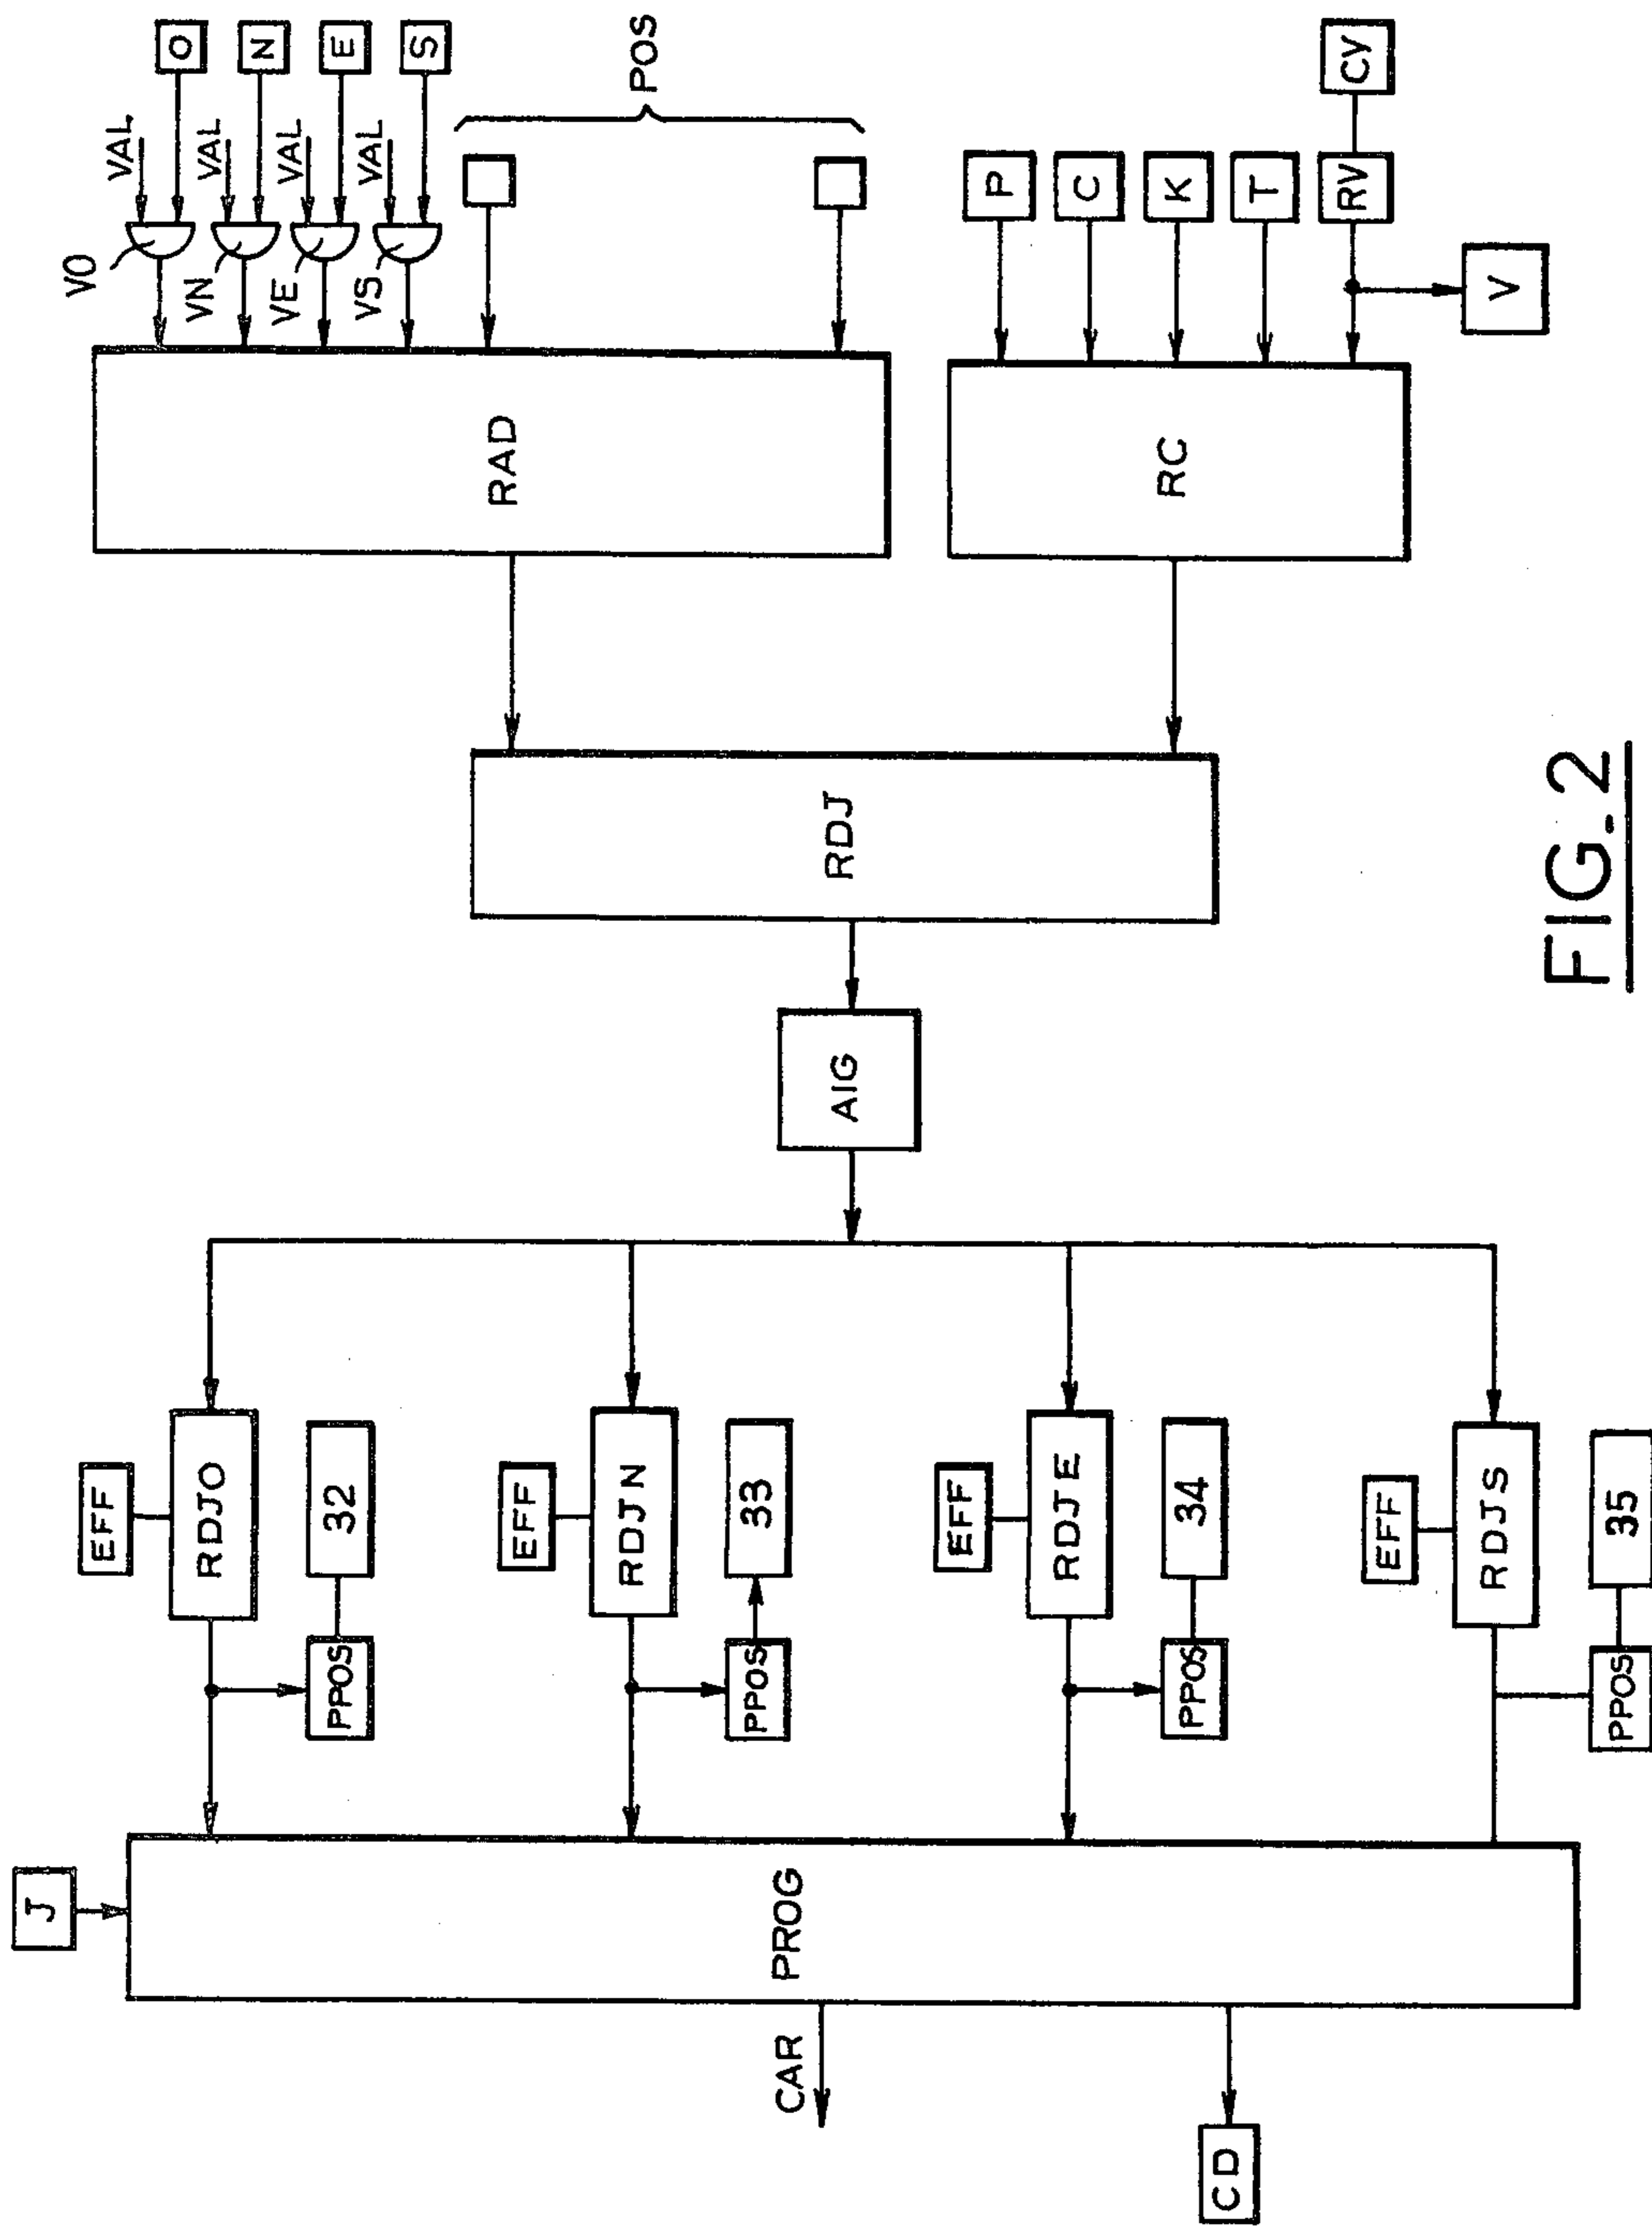 J
EFF
VO
VAL
O
RDJO
VN
VAL
N
PPOS
32
VE
VAL
E
VS
VAL
S
EFF
RDJN
RAD
POS
PPOS
33
CAR
PROG
AIG
RDJ
EFF
P
RDJE
C
PPOS
34
RC
K
CD
T
EFF
RV
CY
RDJS
V
PPOS
35
FIG. 2